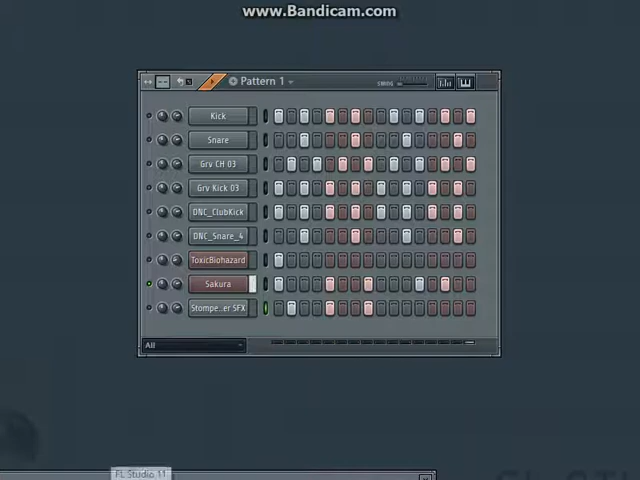 www.Bandicam.com
Pattern 1
SWING
Kick
Snare
Grv CH 03
Grv Kick 03
DNC_ClubKick
DNC_Snare_4
ToxicBiohazard
Sakura
Stompe..er SFX
All
FL Studio 11